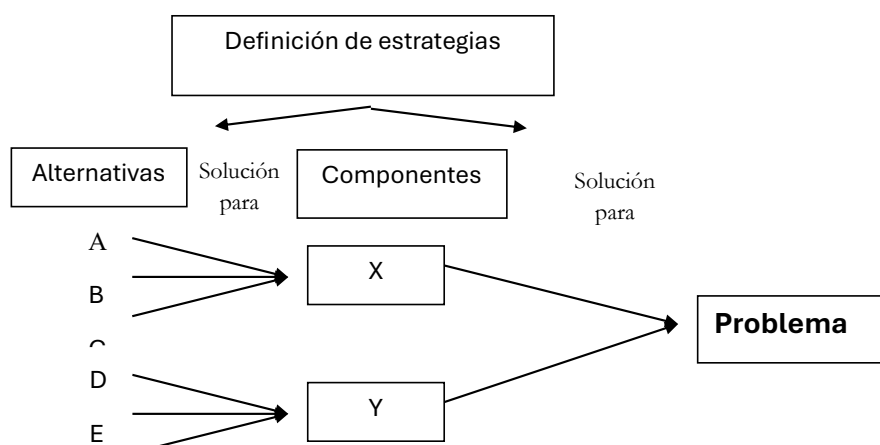 Definición de estrategias
Alternativas
Solución
para
Componentes
Solución
para
A
B
X
Problema
D
E
Y